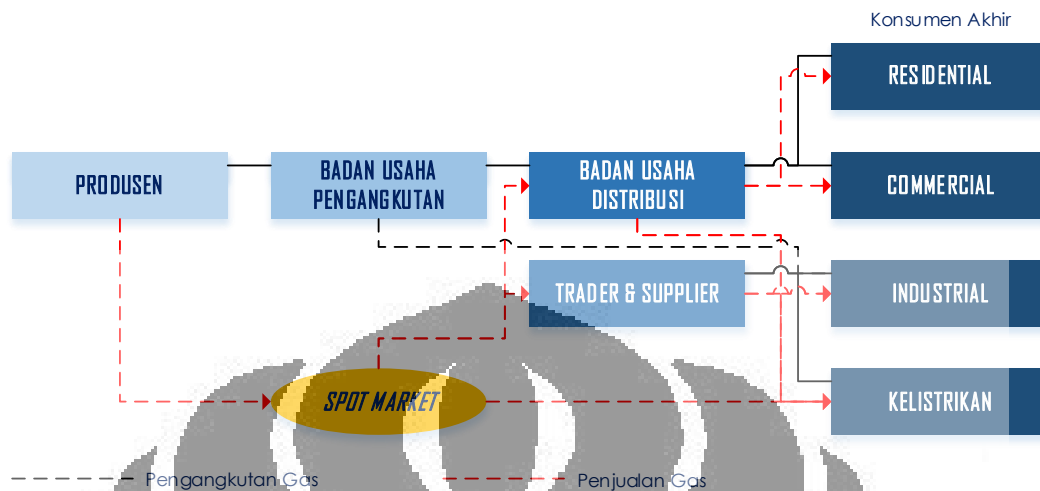 Konsumen Akhir
RESIDENTIAL
PRODUSEN
BADAN USAHA
PENGANGKUTAN
BADAN USAHA
DISTRIBUSI
COMMERCIAL
TRADER & SUPPLIER
INDUSTRIAL
SPOT MARKET
KELISTRIKAN
Pengangkutan Gas
Penjualan Gas